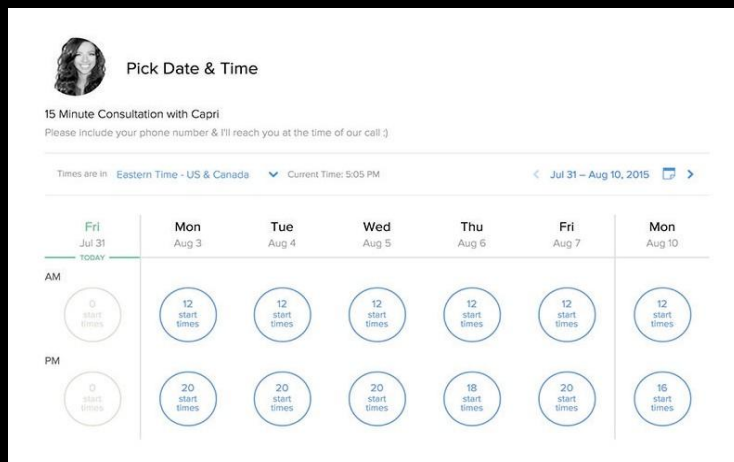 Pick Date & Time
15 Minute Consultation with Capri
Please include your phone number & I'll reach you at the time of our call :)
Times are in Eastern Time - US & Canada Current Time: 5:05 PM Jul 31 – Aug 10, 2015
Fri Mon Tue Wed Thu Fri Mon
Jul 31 Aug 3 Aug 4 Aug 5 Aug 6 Aug 7 Aug 10
TODAY
AM
0 12 12 12 12 12 12
start start start start start start start
times times times times times times times
PM
0 20 20 20 18 20 16
start start start start start start start
times times times times times times times